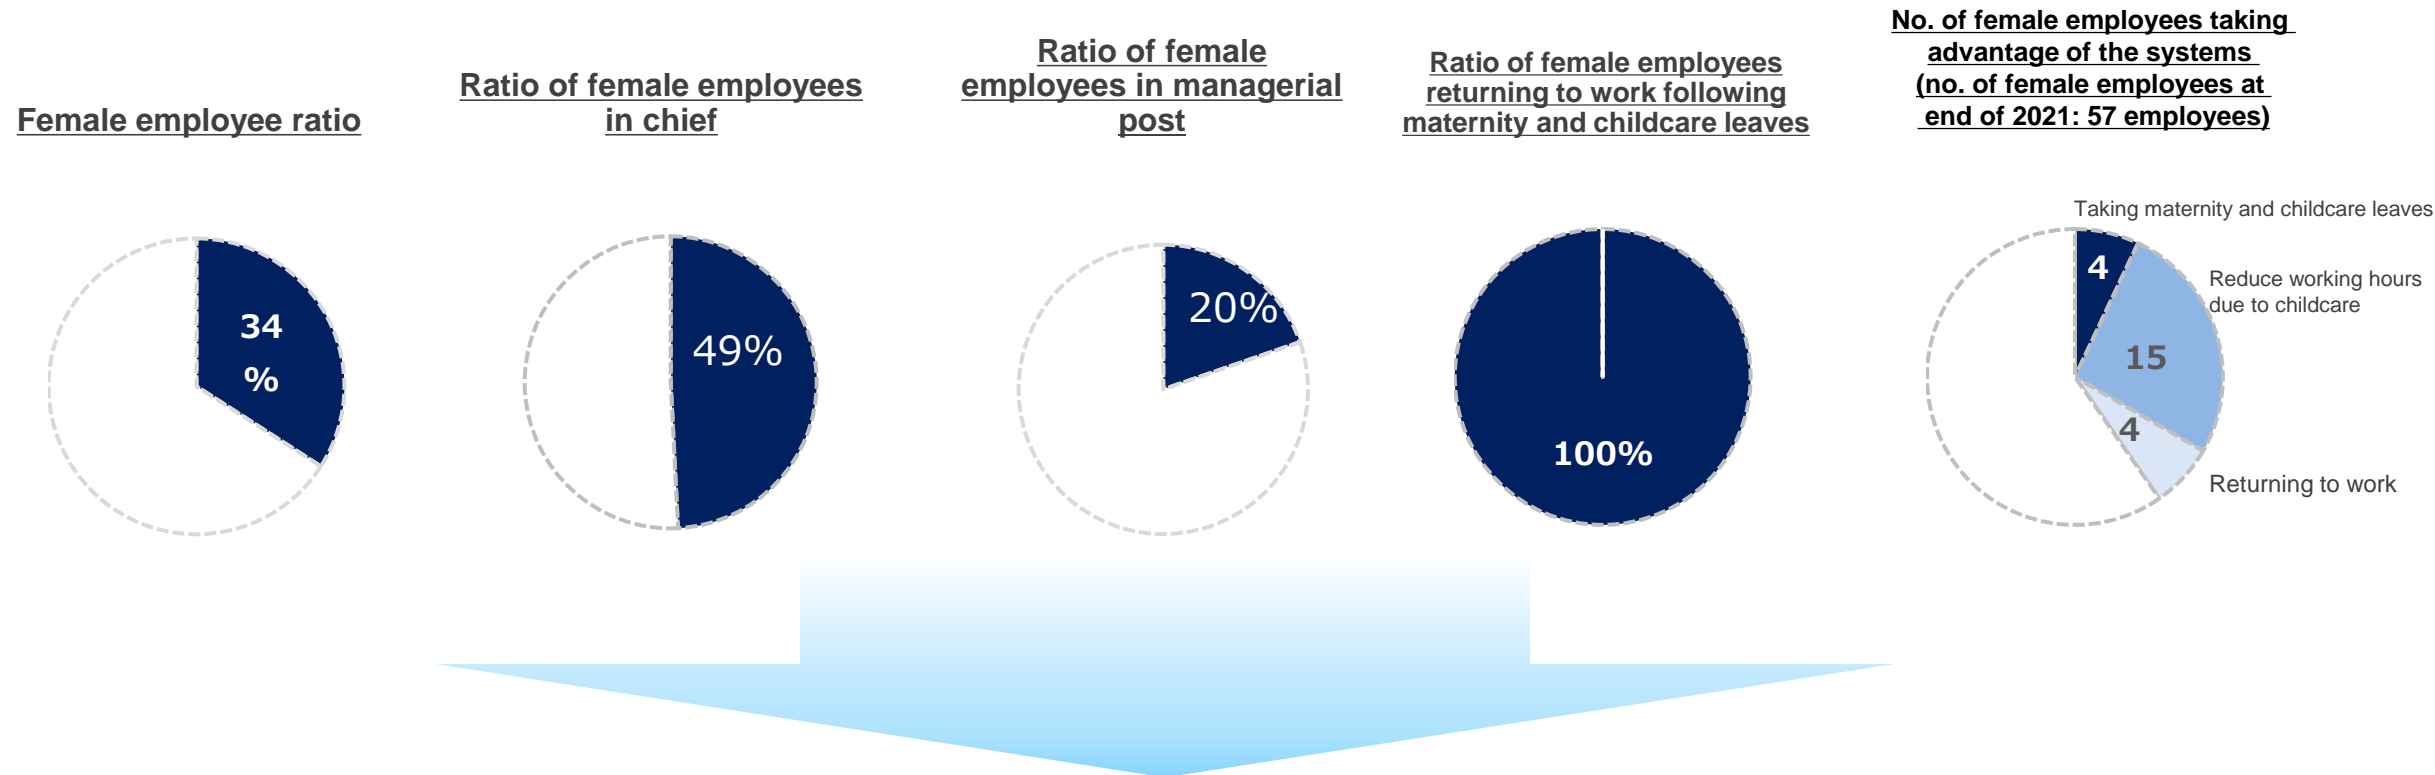 Female employee ratio
Ratio of female employees
in chief
Ratio of female
employees in managerial
post
Ratio of female employees
returning to work following
maternity and childcare leaves
No. of female employees taking
advantage of the systems
(no. of female employees at
end of 2021: 57 employees)
34
%
49%
20%
100%
Taking maternity and childcare leaves
4
Reduce working hours
due to childcare
15
4
Returning to work